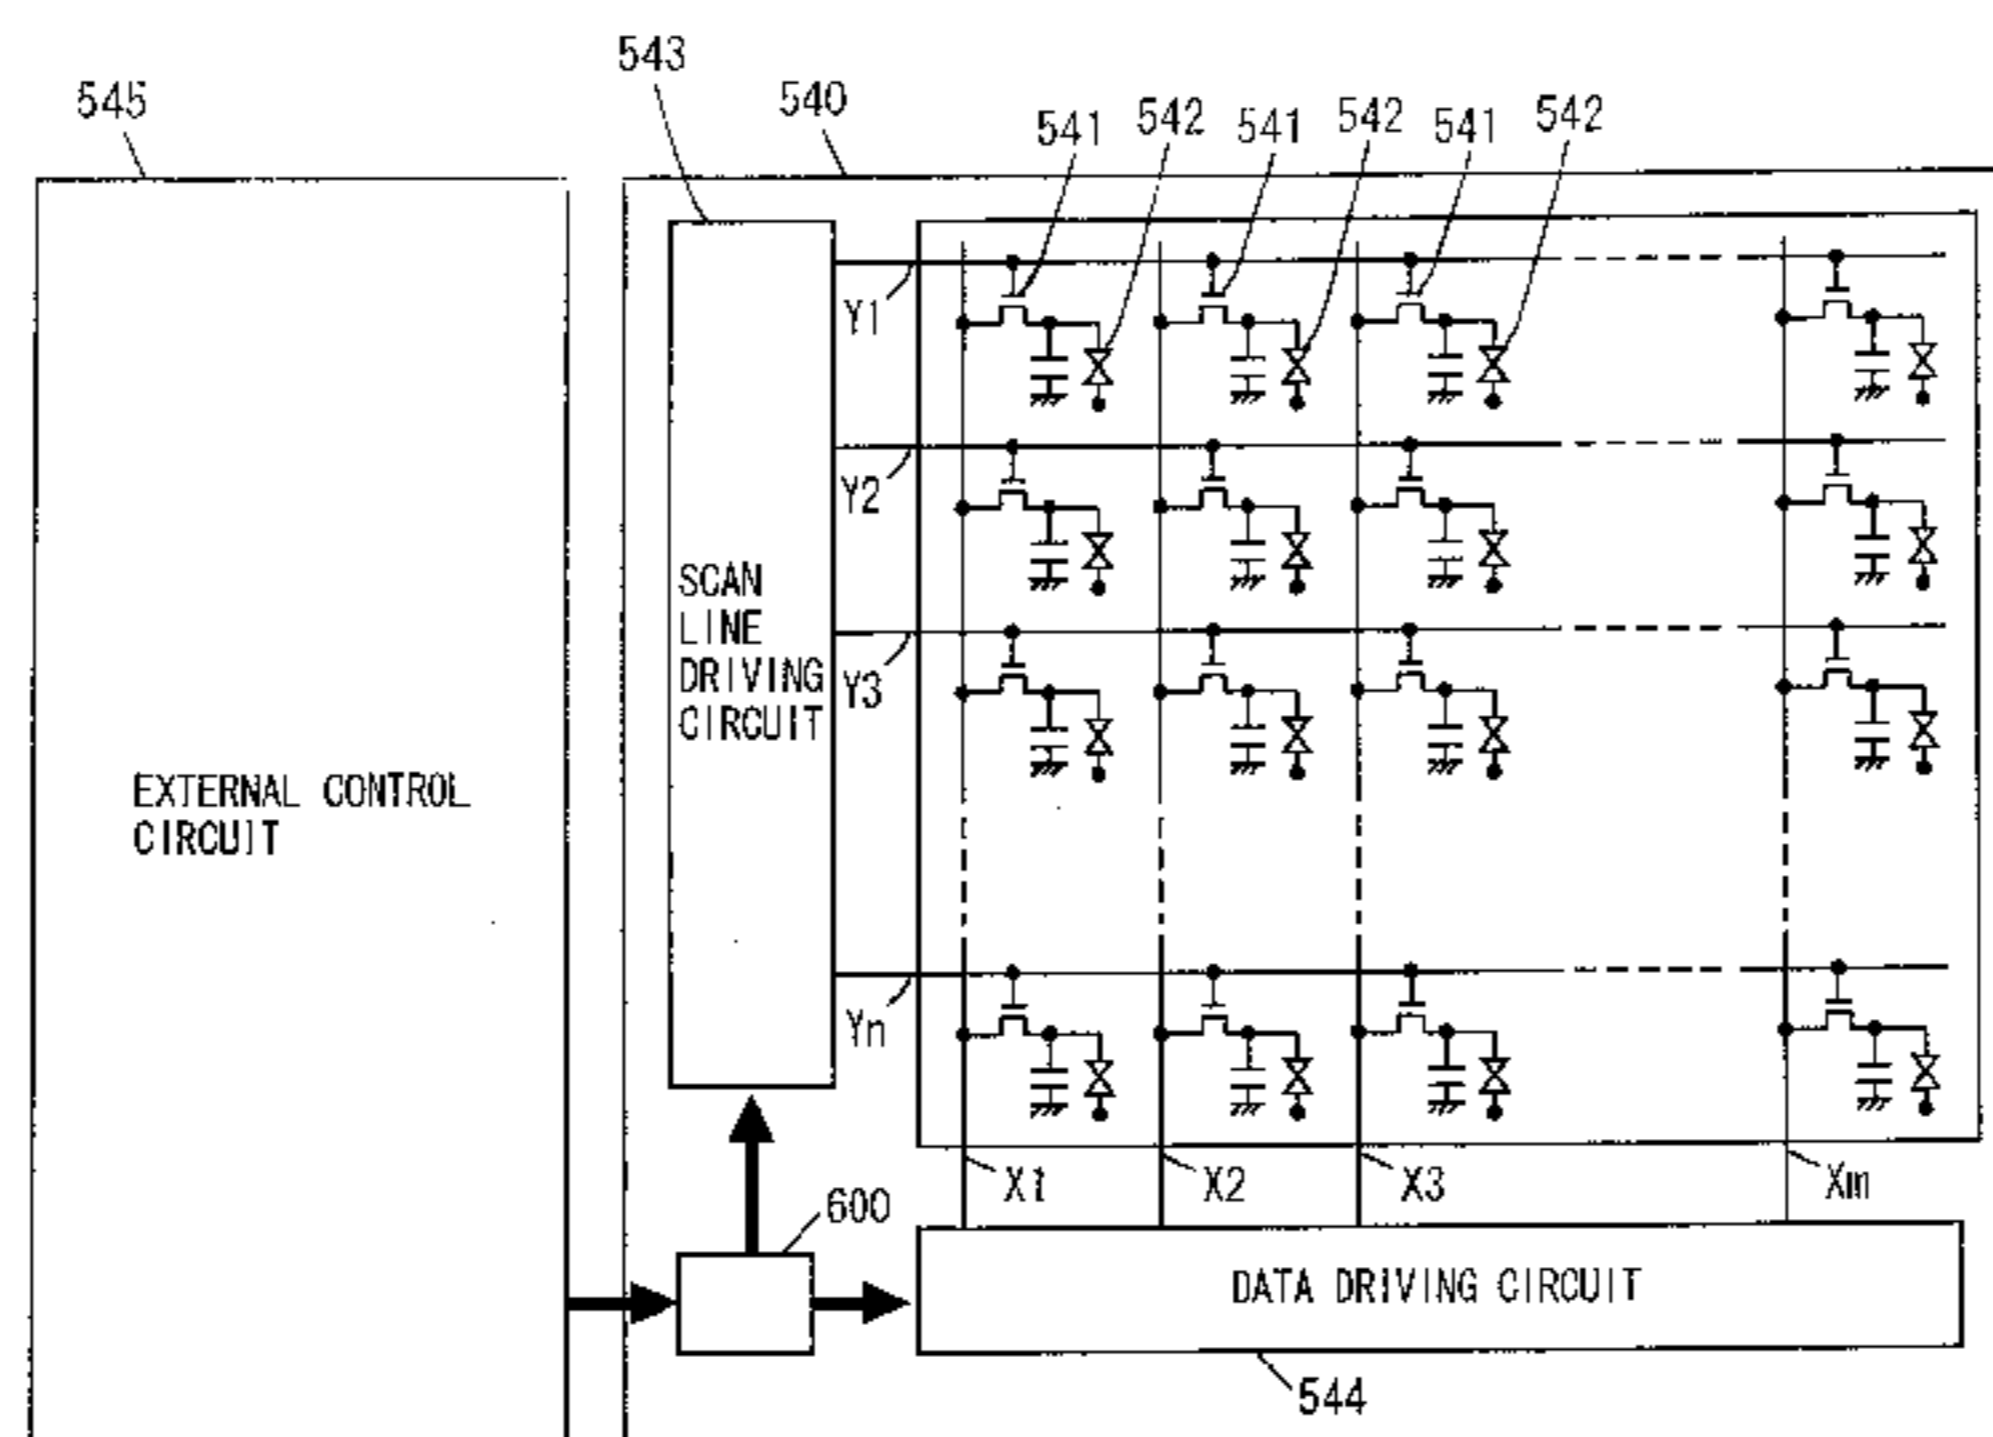 543
545
540
541 542 541 542 541 542
Y1
Y2
SCAN
LINE
DRIVING
CIRCUIT
Y3
EXTERNAL CONTROL
CIRCUIT
Yn
X1 X2 X3 Xm
600
DATA DRIVING CIRCUIT
544